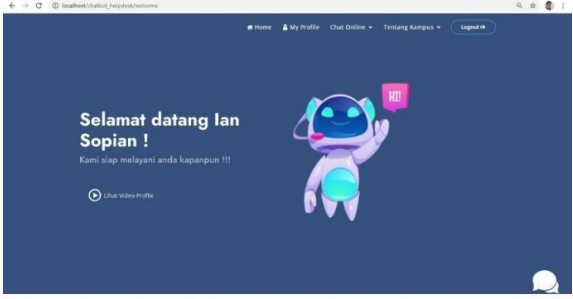 localhost/chatbot_helpdesk/welcome
Home My Profile Chat Online Tentang Kampus Logout
HI!
Selamat datang Ian
Sopian !
Kami siap melayani anda kapanpun !!!
Lihat Video Profile